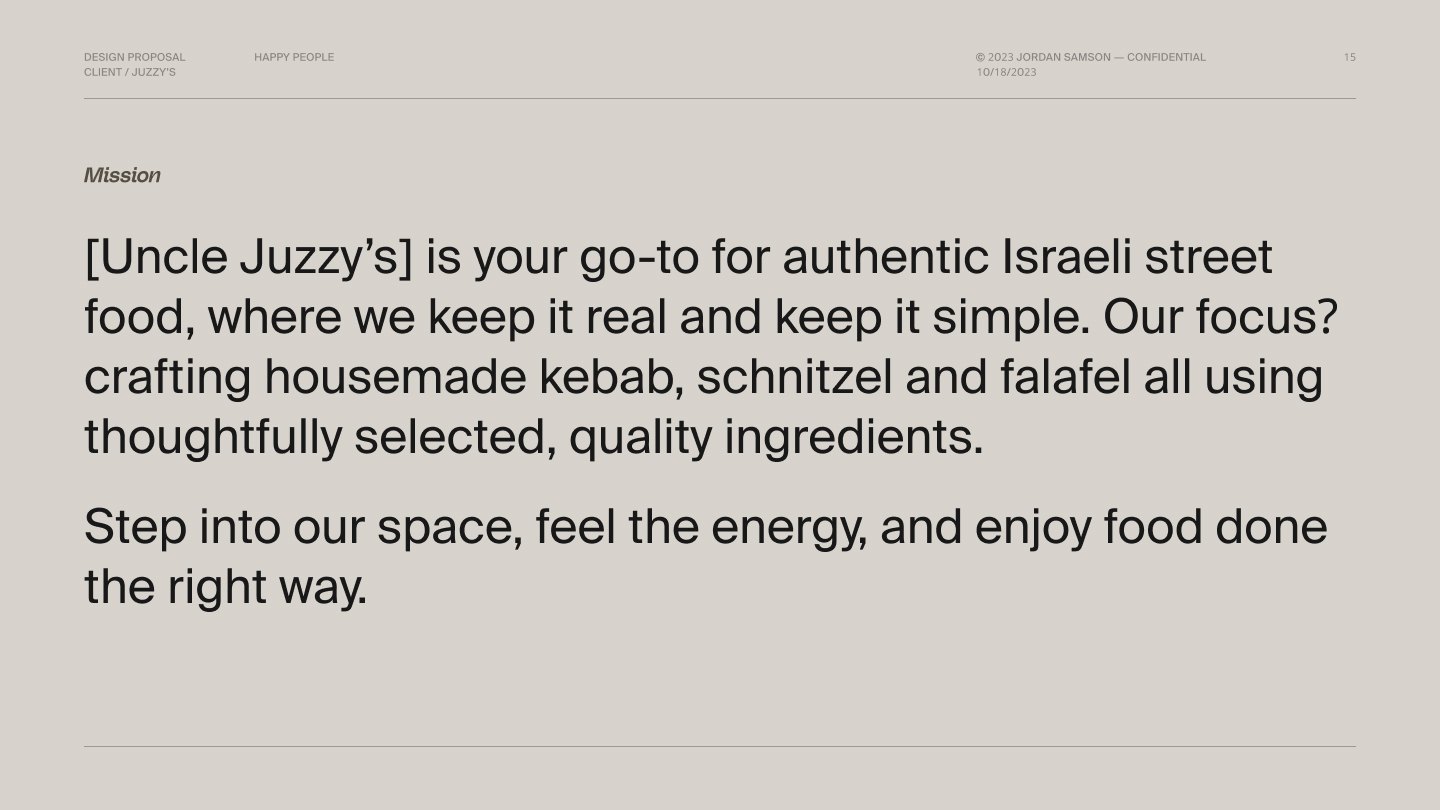 DESIGN PROPOSAL
CLIENT / JUZZY'S
HAPPY PEOPLE
© 2023 JORDAN SAMSON — CONFIDENTIAL
10/18/2023
15
Mission
[Uncle Juzzy’s] is your go-to for authentic Israeli street
food, where we keep it real and keep it simple. Our focus?
crafting housemade kebab, schnitzel and falafel all using
thoughtfully selected, quality ingredients.
Step into our space, feel the energy, and enjoy food done
the right way.